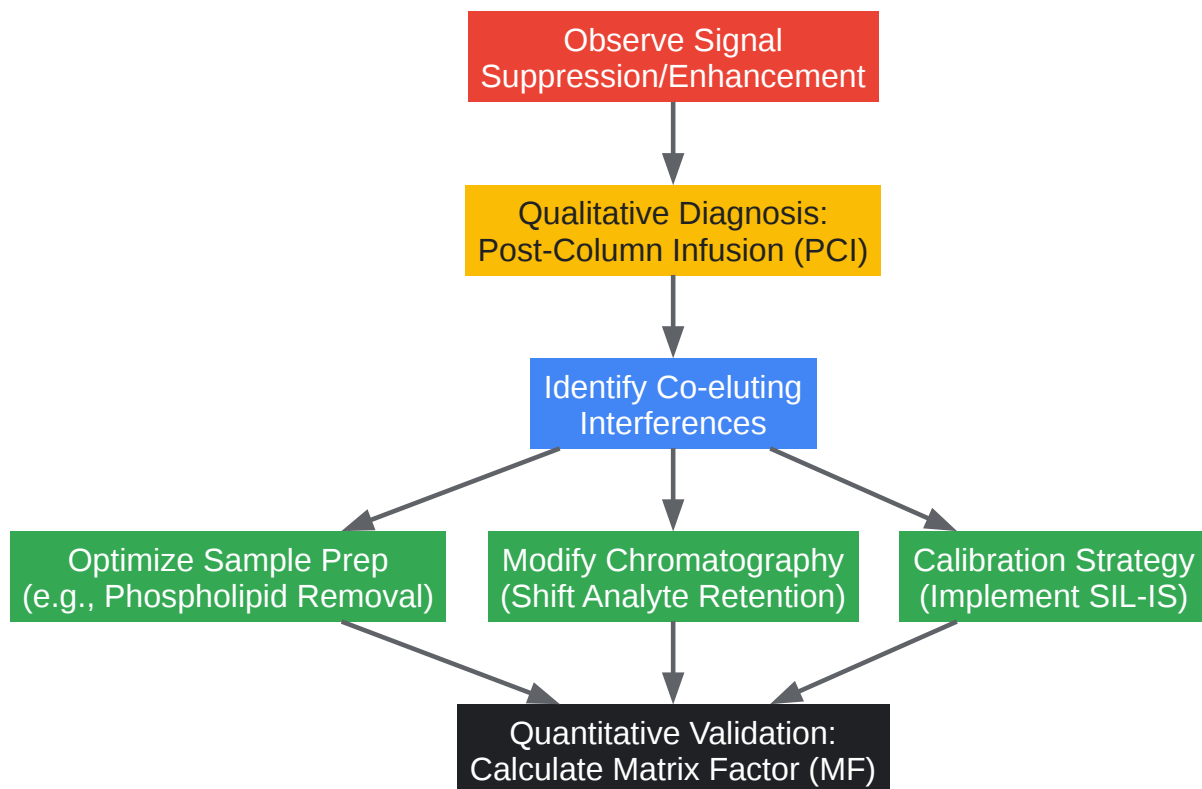 Observe Signal
Suppression/Enhancement
Qualitative Diagnosis:
Post-Column Infusion (PCI)
Identify Co-eluting
Interferences
Optimize Sample Prep
(e.g., Phospholipid Removal)
Modify Chromatography
(Shift Analyte Retention)
Calibration Strategy
(Implement SIL-IS)
Quantitative Validation:
Calculate Matrix Factor (MF)